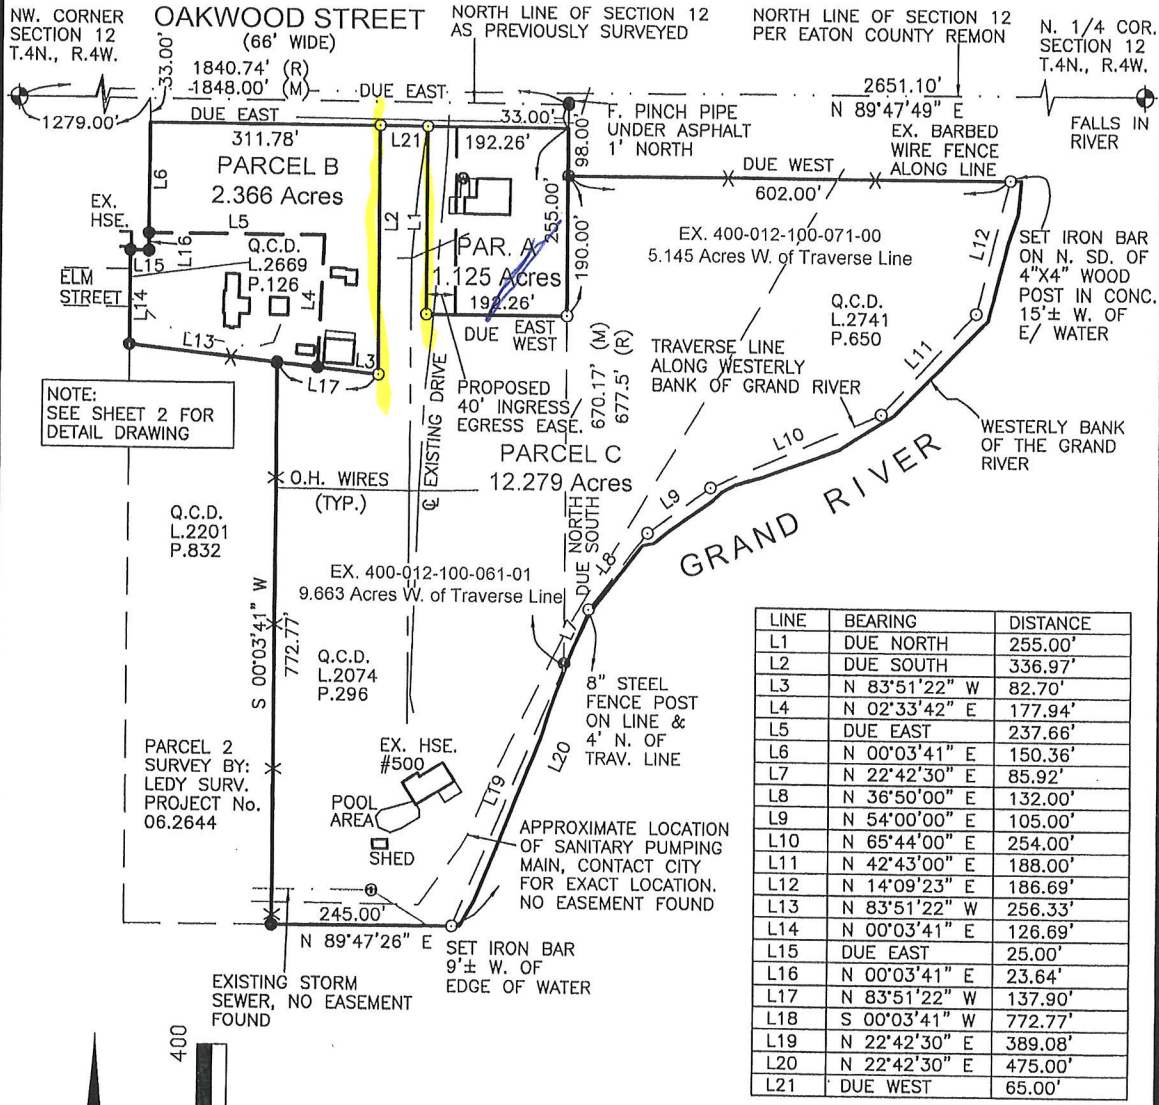 NW. CORNER
SECTION 12
T.4N., R.4W.
OAKWOOD STREET
(66' WIDE)
NORTH LINE OF SECTION 12
AS PREVIOUSLY SURVEYED
NORTH LINE OF SECTION 12
PER EATON COUNTY REMON
N. 1/4 COR.
SECTION 12
T.4N., R.4W.
33.00'
1840.74' (R)
1848.00' (M)
DUE EAST
2651.10'
N 89°47'49" E
1279.00'
DUE EAST
311.78'
L21
33.00'
192.26'
98.00'
F. PINCH PIPE
UNDER ASPHALT
1' NORTH
EX. BARBED
WIRE FENCE
ALONG LINE
FALLS IN
RIVER
PARCEL B
2.366 Acres
L6
DUE WEST
602.00'
EX.
HSE.
L5
L16
L15
Q.C.D.
L.2669
P.126
L2
L1
255.00'
190.00'
PAR. A
1.125 Acres
192.26'
DUE EAST
WEST
EX. 400-012-100-071-00
5.145 Acres W. of Traverse Line
L12
SET IRON BAR
ON N. SD. OF
4"X4" WOOD
POST IN CONC.
15'± W. OF
E/ WATER
ELM
STREET
L14
L4
L13
L3
L17
Q.C.D.
L.2741
P.650
L11
TRAVERSE LINE
ALONG WESTERLY
BANK OF GRAND RIVER
670.17' (M)
677.5' (R)
NOTE:
SEE SHEET 2 FOR
DETAIL DRAWING
EXISTING DRIVE
PROPOSED
40' INGRESS/
EGRESS EASE.
PARCEL C
12.279 Acres
L10
WESTERLY BANK
OF THE GRAND
RIVER
O.H. WIRES
(TYP.)
L9
GRAND RIVER
Q.C.D.
L.2201
P.832
DUE NORTH
SOUTH
L8
EX. 400-012-100-061-01
9.663 Acres W. of Traverse Line
S 00°03'41" W
772.77'
L7
Q.C.D.
L.2074
P.296
8" STEEL
FENCE POST
ON LINE &
4' N. OF
TRAV. LINE
PARCEL 2
SURVEY BY:
LEDY SURV.
PROJECT No.
06.2644
EX. HSE.
#500
L20
L19
POOL
AREA
SHED
APPROXIMATE LOCATION
OF SANITARY PUMPING
MAIN, CONTACT CITY
FOR EXACT LOCATION.
NO EASEMENT FOUND
245.00'
N 89°47'26" E
SET IRON BAR
9'± W. OF
EDGE OF WATER
EXISTING STORM
SEWER, NO EASEMENT
FOUND
400
LINE BEARING DISTANCE
L1 DUE NORTH 255.00'
L2 DUE SOUTH 336.97'
L3 N 83°51'22" W 82.70'
L4 N 02°33'42" E 177.94'
L5 DUE EAST 237.66'
L6 N 00°03'41" E 150.36'
L7 N 22°42'30" E 85.92'
L8 N 36°50'00" E 132.00'
L9 N 54°00'00" E 105.00'
L10 N 65°44'00" E 254.00'
L11 N 42°43'00" E 188.00'
L12 N 14°09'23" E 186.69'
L13 N 83°51'22" W 256.33'
L14 N 00°03'41" E 126.69'
L15 DUE EAST 25.00'
L16 N 00°03'41" E 23.64'
L17 N 83°51'22" W 137.90'
L18 S 00°03'41" W 772.77'
L19 N 22°42'30" E 389.08'
L20 N 22°42'30" E 475.00'
L21 DUE WEST 65.00'